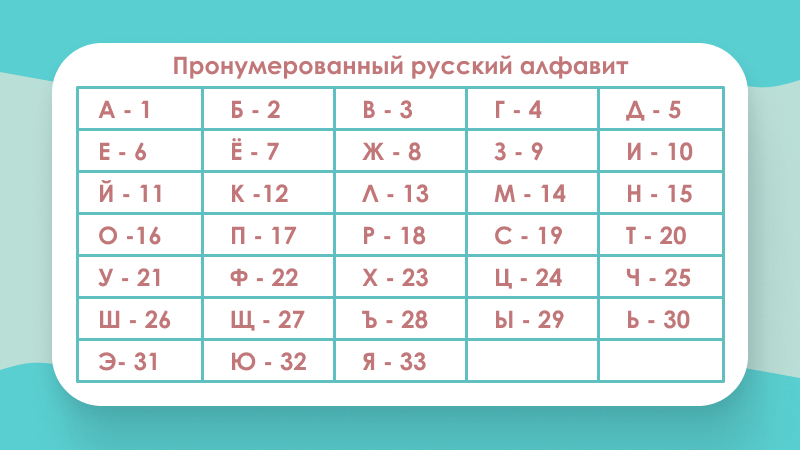 Пронумерованный русский алфавит
А - 1 Б - 2 В - 3 Г - 4 Д - 5
Е - 6 Ё - 7 Ж - 8 З - 9 И - 10
Й - 11 К -12 Л - 13 М - 14 Н - 15
О -16 П - 17 Р - 18 С - 19 Т - 20
У - 21 Ф - 22 Х - 23 Ц - 24 Ч - 25
Ш - 26 Щ - 27 Ъ - 28 Ы - 29 Ь - 30
Э- 31 Ю - 32 Я - 33